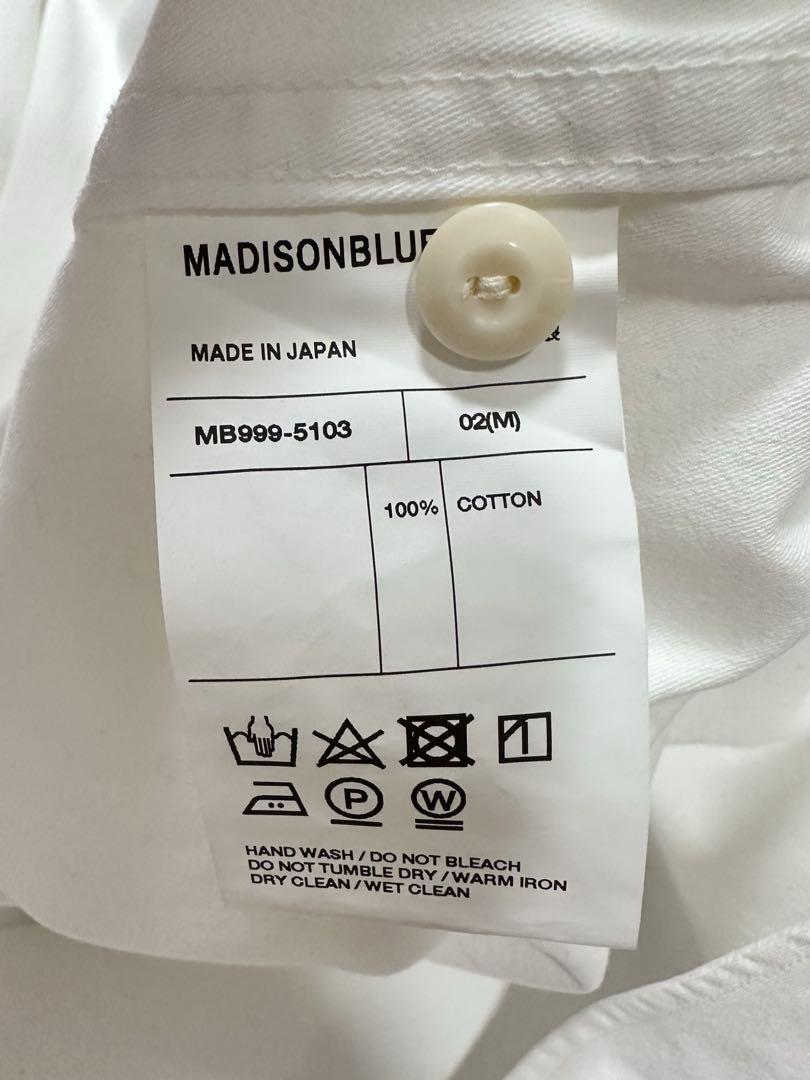 MADISONBLUE
MADE IN JAPAN
MB999-5103 02(M)
100% COTTON
P W
HAND WASH / DO NOT BLEACH
DO NOT TUMBLE DRY / WARM IRON
DRY CLEAN / WET CLEAN